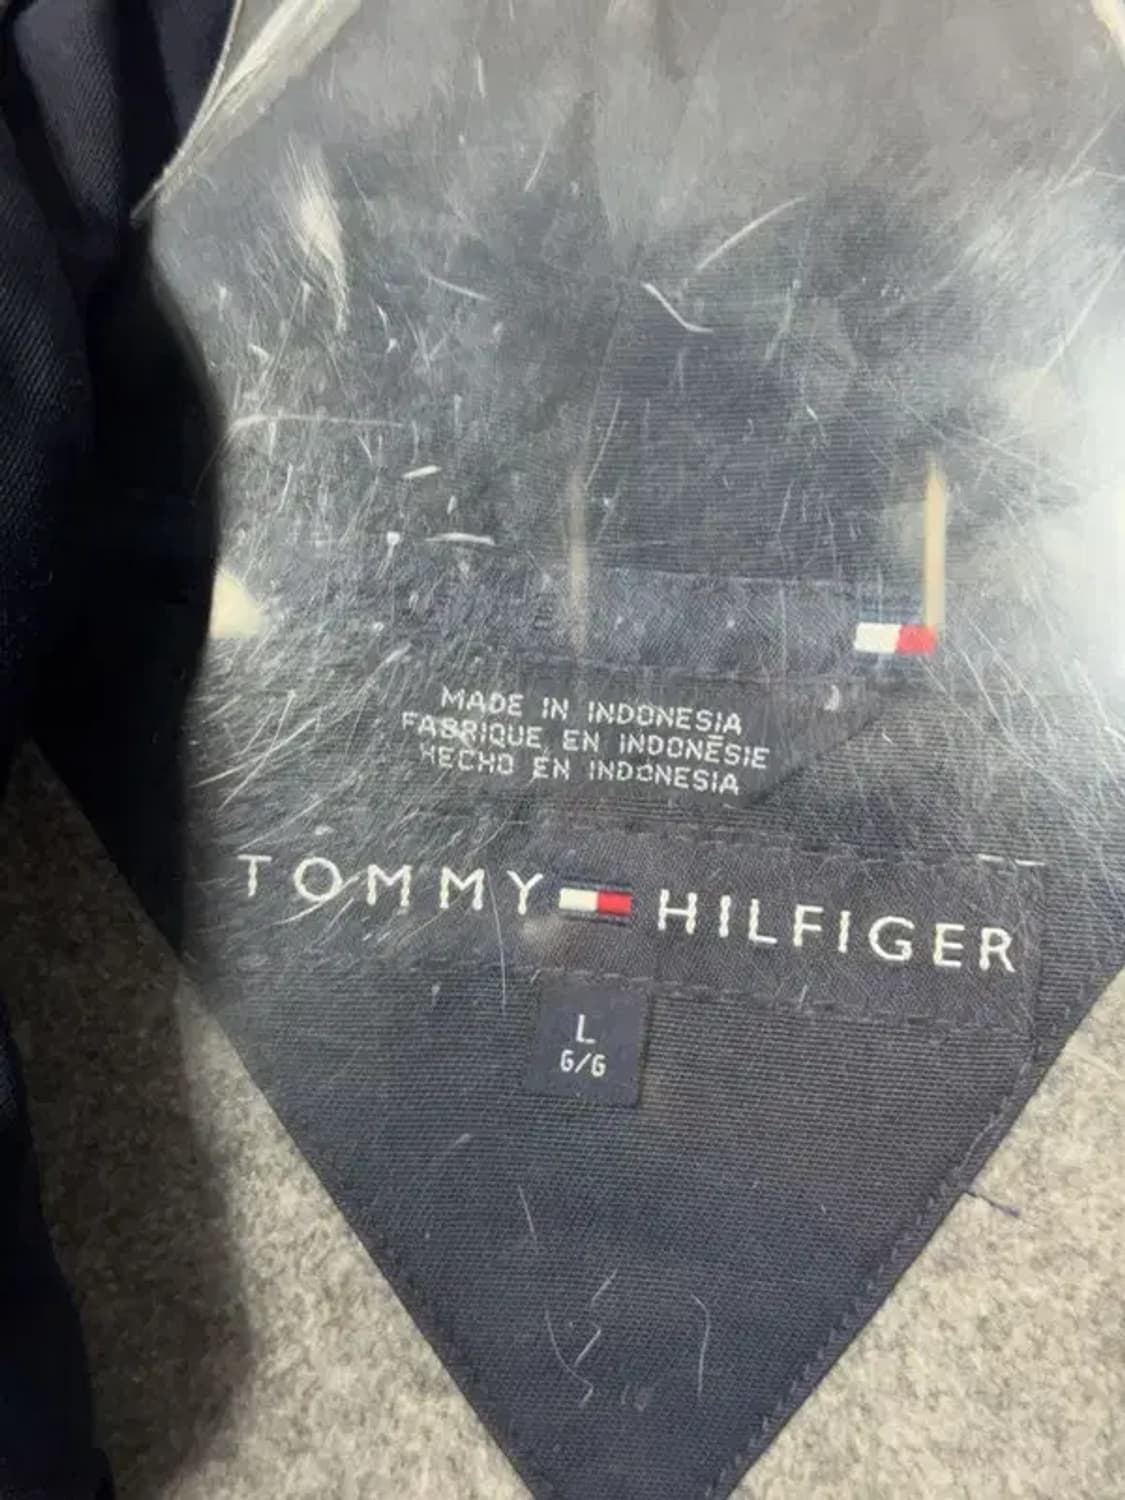 MADE IN INDONESIA
FABRIQUE EN INDONÉSIE
HECHO EN INDONESIA
TOMMY HILFIGER
L
G/G